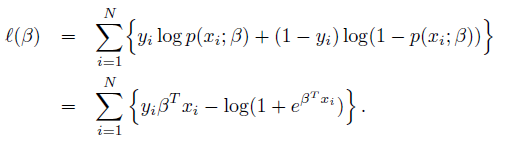 ℓ(β) = ∑_{i=1}^{N} {y_i log p(x_i; β) + (1 − y_i) log(1 − p(x_i; β))}
= ∑_{i=1}^{N} {y_i β^T x_i − log(1 + e^{β^T x_i})} .